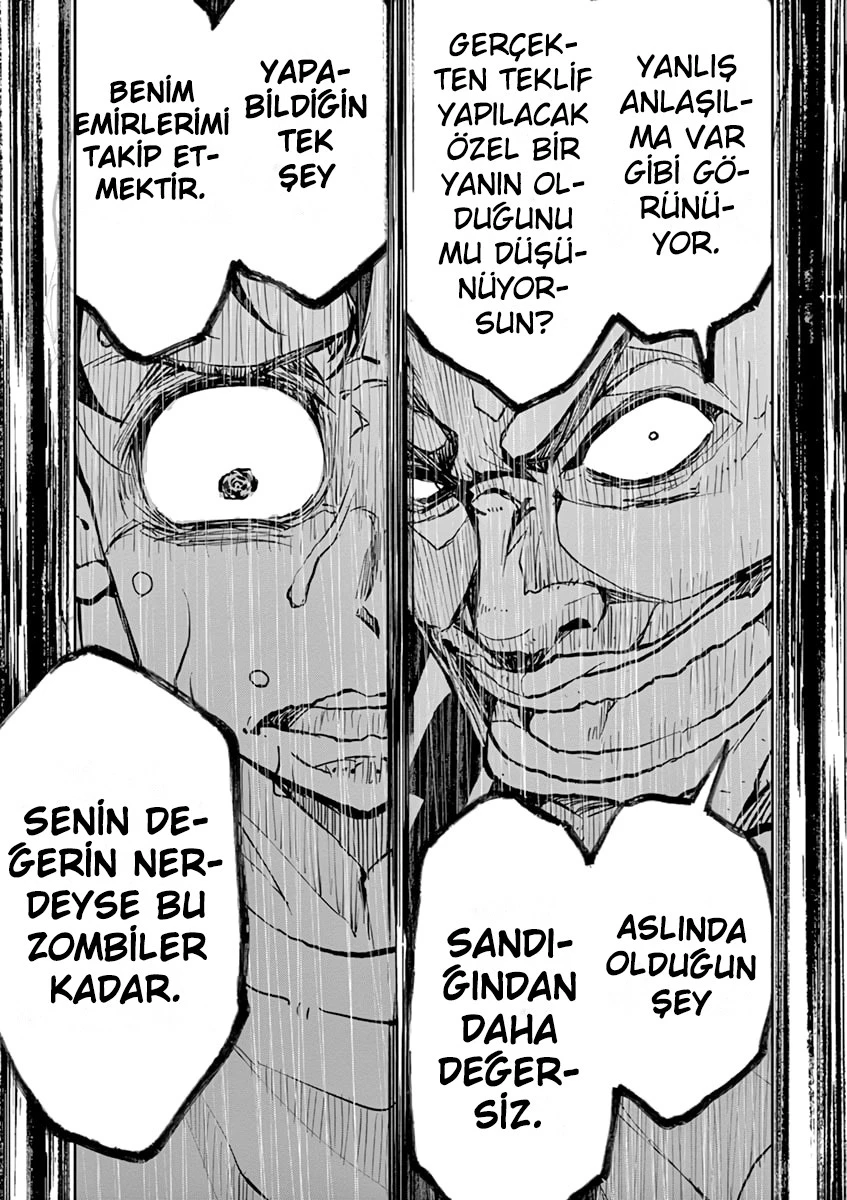 YANLIŞ
ANLAŞIL-
MA VAR
GİBİ GÖ-
RÜNÜ-
YOR.
GERÇEK-
TEN TEKLİF
YAPILACAK
ÖZEL BİR
YANIN OL-
DUĞUNU
MU DÜŞÜ-
NÜYOR-
SUN?
ASLINDA
OLDUĞUN
ŞEY
SANDI-
ĞINDAN
DAHA
DEĞER-
SİZ.
YAPA-
BİLDİĞİN
TEK
ŞEY
BENİM
EMİRLERİMİ
TAKİP ET-
MEKTİR.
SENİN DE-
ĞERİN NER-
DEYSE BU
ZOMBİLER
KADAR.